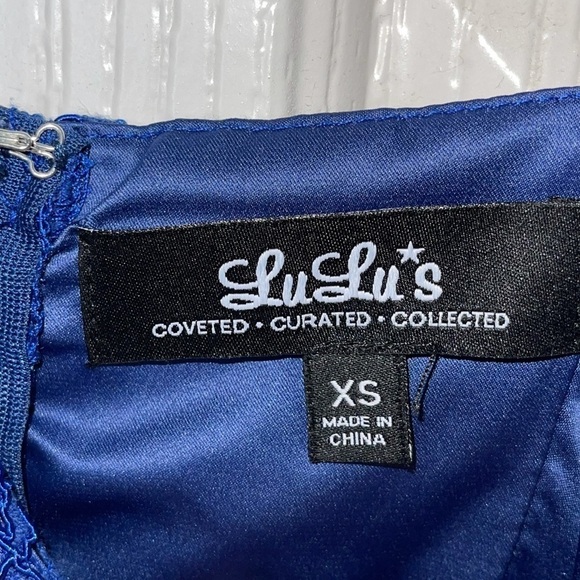 LuLu's
COVETED • CURATED • COLLECTED
XS
MADE IN
CHINA